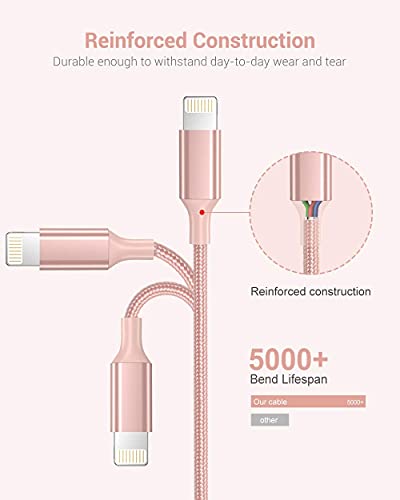 Reinforced Construction
Durable enough to withstand day-to-day wear and tear
Reinforced construction
5000+
Bend Lifespan
Our cable 5000+
other